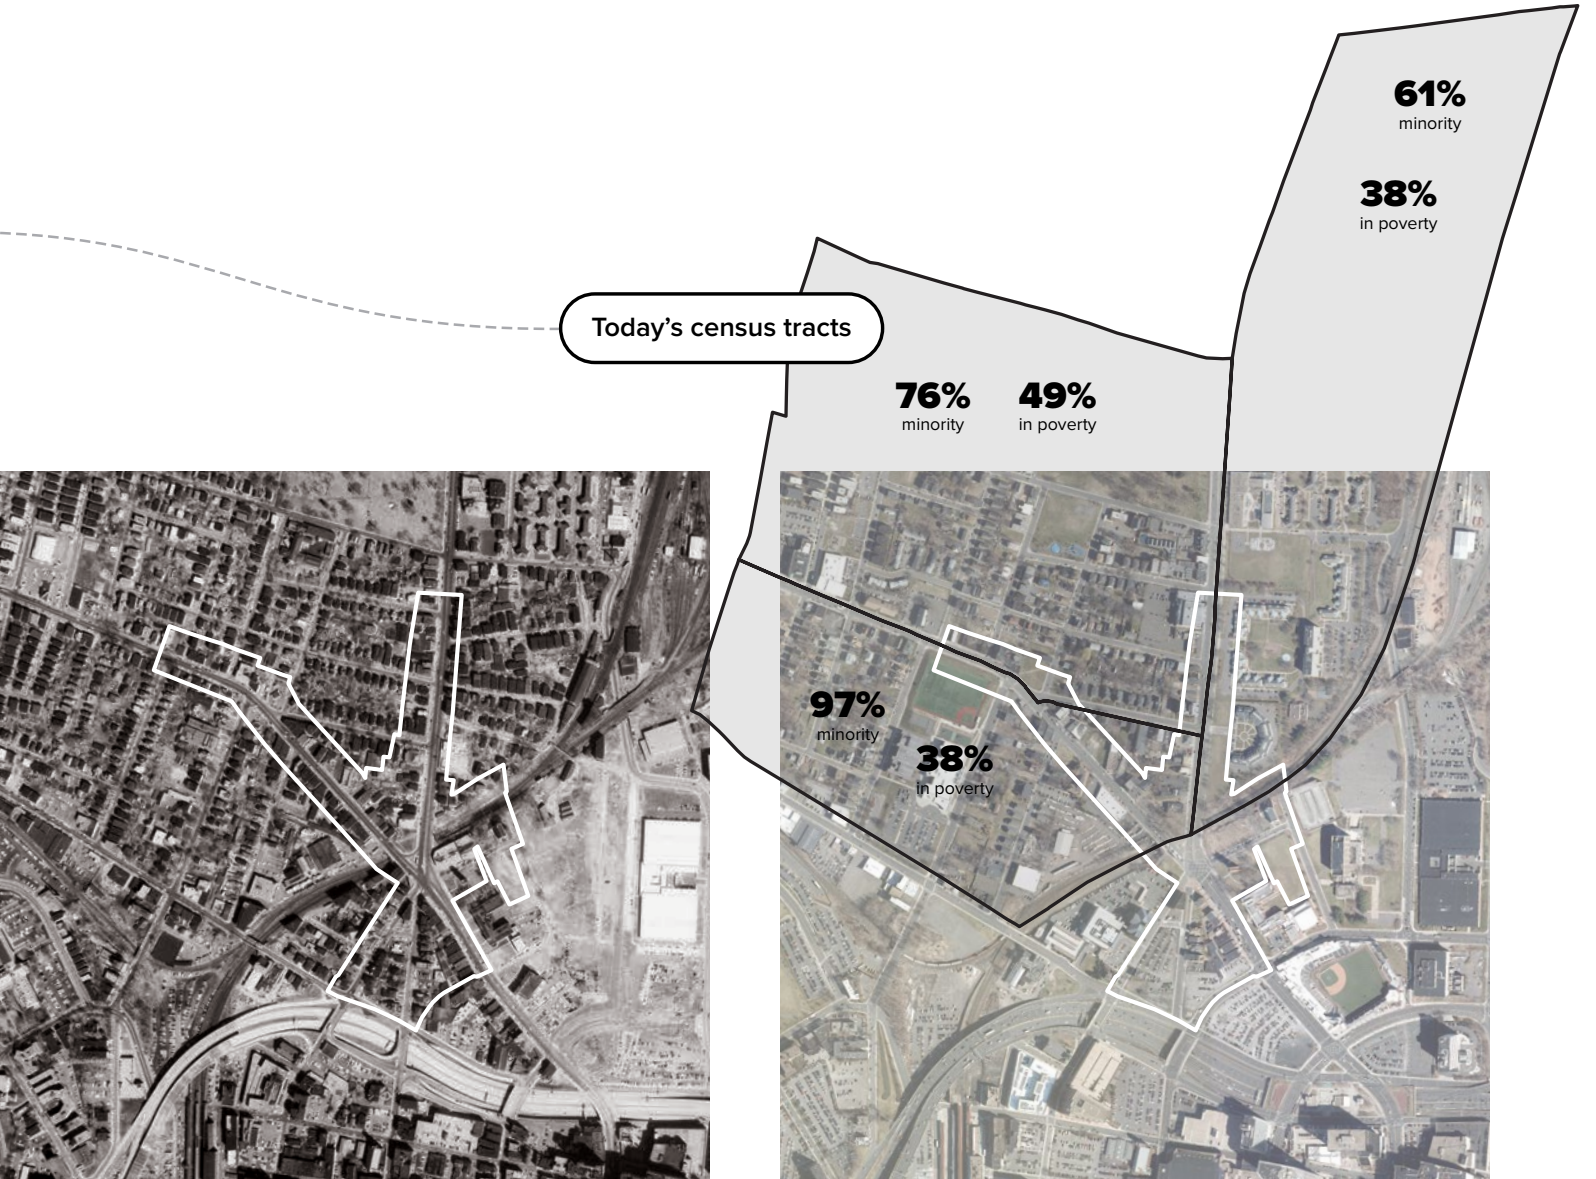 61%
minority
38%
in poverty
Today's census tracts
76% 49%
minority in poverty
97%
minority
38%
in poverty